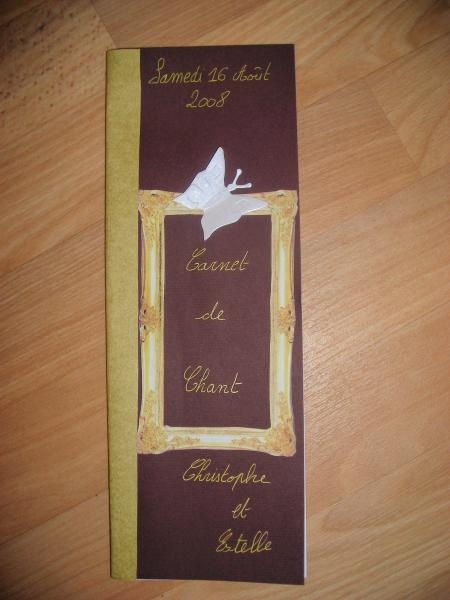 Samedi 16 Août
2008
Carnet
de
Chant
Christophe
et
Estelle